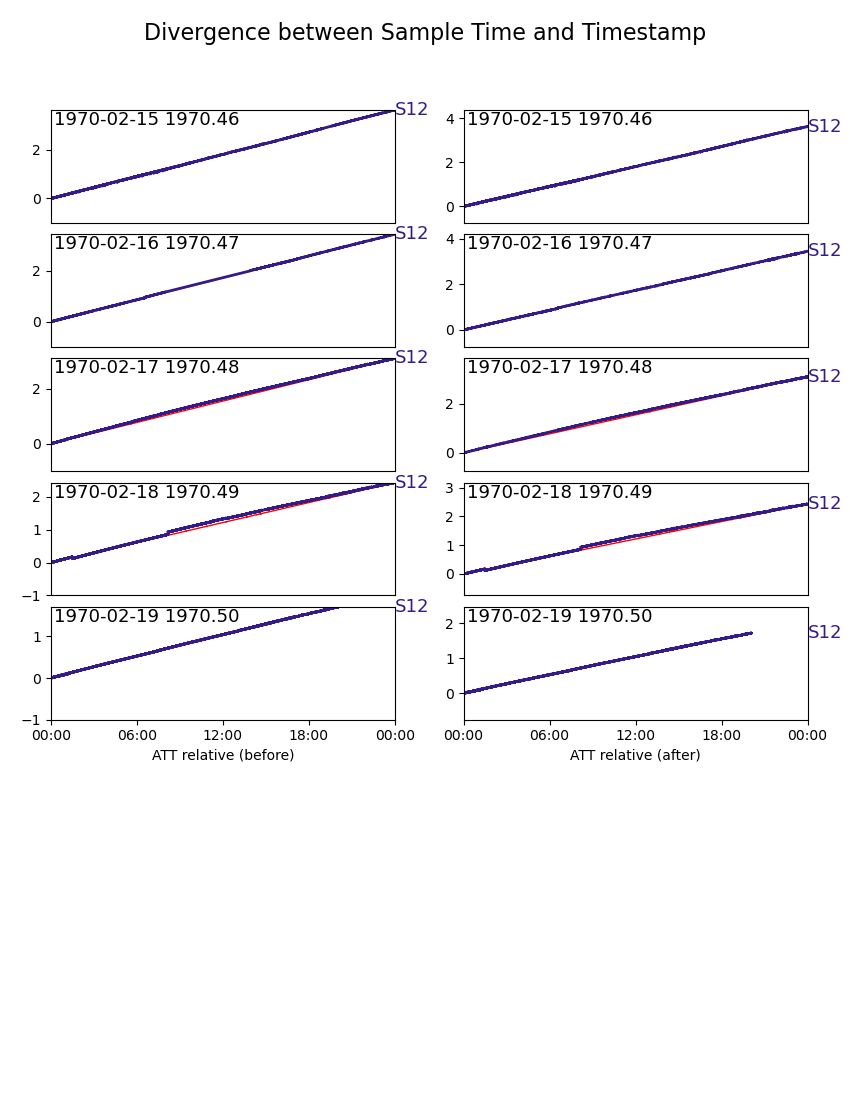 Divergence between Sample Time and Timestamp
1970-02-15 1970.46
S12
2
0
1970-02-15 1970.46
S12
4
2
0
1970-02-16 1970.47
S12
2
0
1970-02-16 1970.47
S12
4
2
0
1970-02-17 1970.48
S12
2
0
1970-02-17 1970.48
S12
2
0
1970-02-18 1970.49
S12
2
1
0
−1
1970-02-18 1970.49
S12
3
2
1
0
1970-02-19 1970.50
S12
1
0
−1
00:00 06:00 12:00 18:00 00:00
ATT relative (before)
1970-02-19 1970.50
S12
2
1
0
00:00 06:00 12:00 18:00 00:00
ATT relative (after)